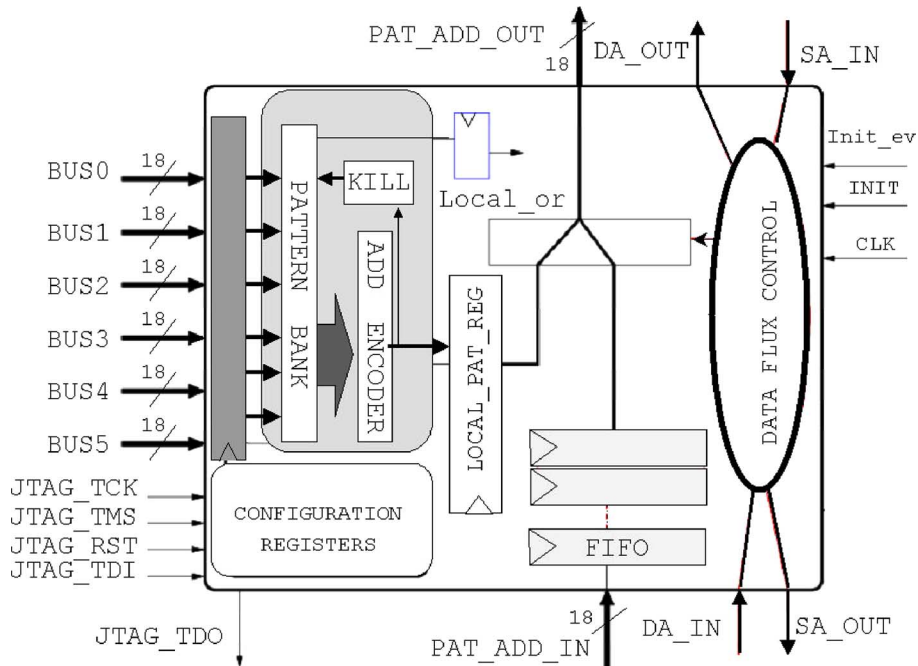 PAT_ADD_OUT
18
DA_OUT
SA_IN
BUS0
18
BUS1
18
BUS2
18
BUS3
18
BUS4
18
BUS5
18
PATTERN BANK
KILL
ADD ENCODER
Local_or
LOCAL_PAT_REG
DATA FLUX CONTROL
Init_ev
INIT
CLK
JTAG_TCK
JTAG_TMS
JTAG_RST
JTAG_TDI
CONFIGURATION
REGISTERS
FIFO
JTAG_TDO
18
PAT_ADD_IN
DA_IN
SA_OUT